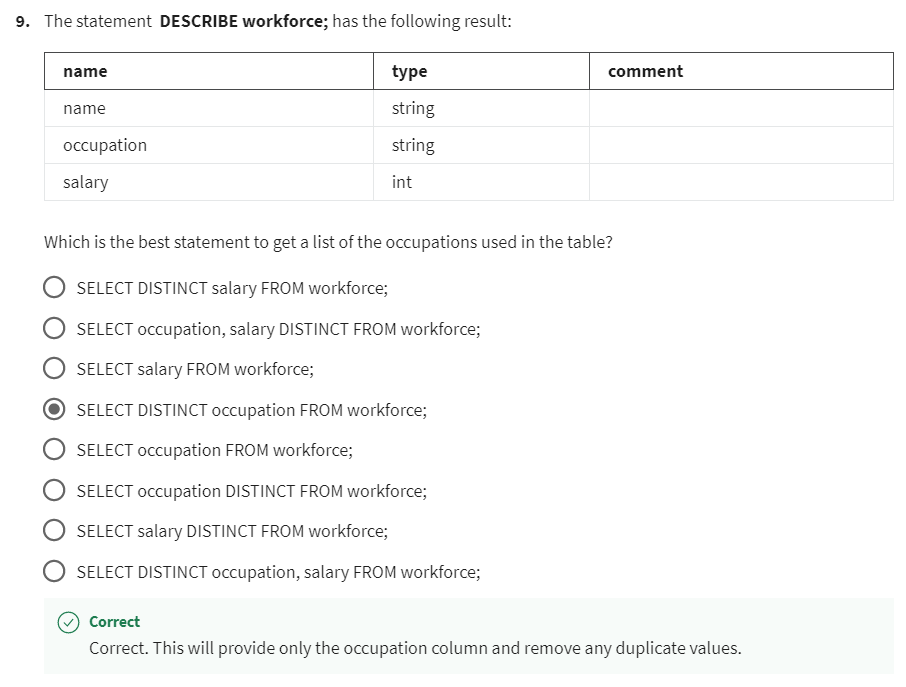 9. The statement DESCRIBE workforce; has the following result:
name type comment
name string
occupation string
salary int
Which is the best statement to get a list of the occupations used in the table?
SELECT DISTINCT salary FROM workforce;
SELECT occupation, salary DISTINCT FROM workforce;
SELECT salary FROM workforce;
SELECT DISTINCT occupation FROM workforce;
SELECT occupation FROM workforce;
SELECT occupation DISTINCT FROM workforce;
SELECT salary DISTINCT FROM workforce;
SELECT DISTINCT occupation, salary FROM workforce;
Correct
Correct. This will provide only the occupation column and remove any duplicate values.